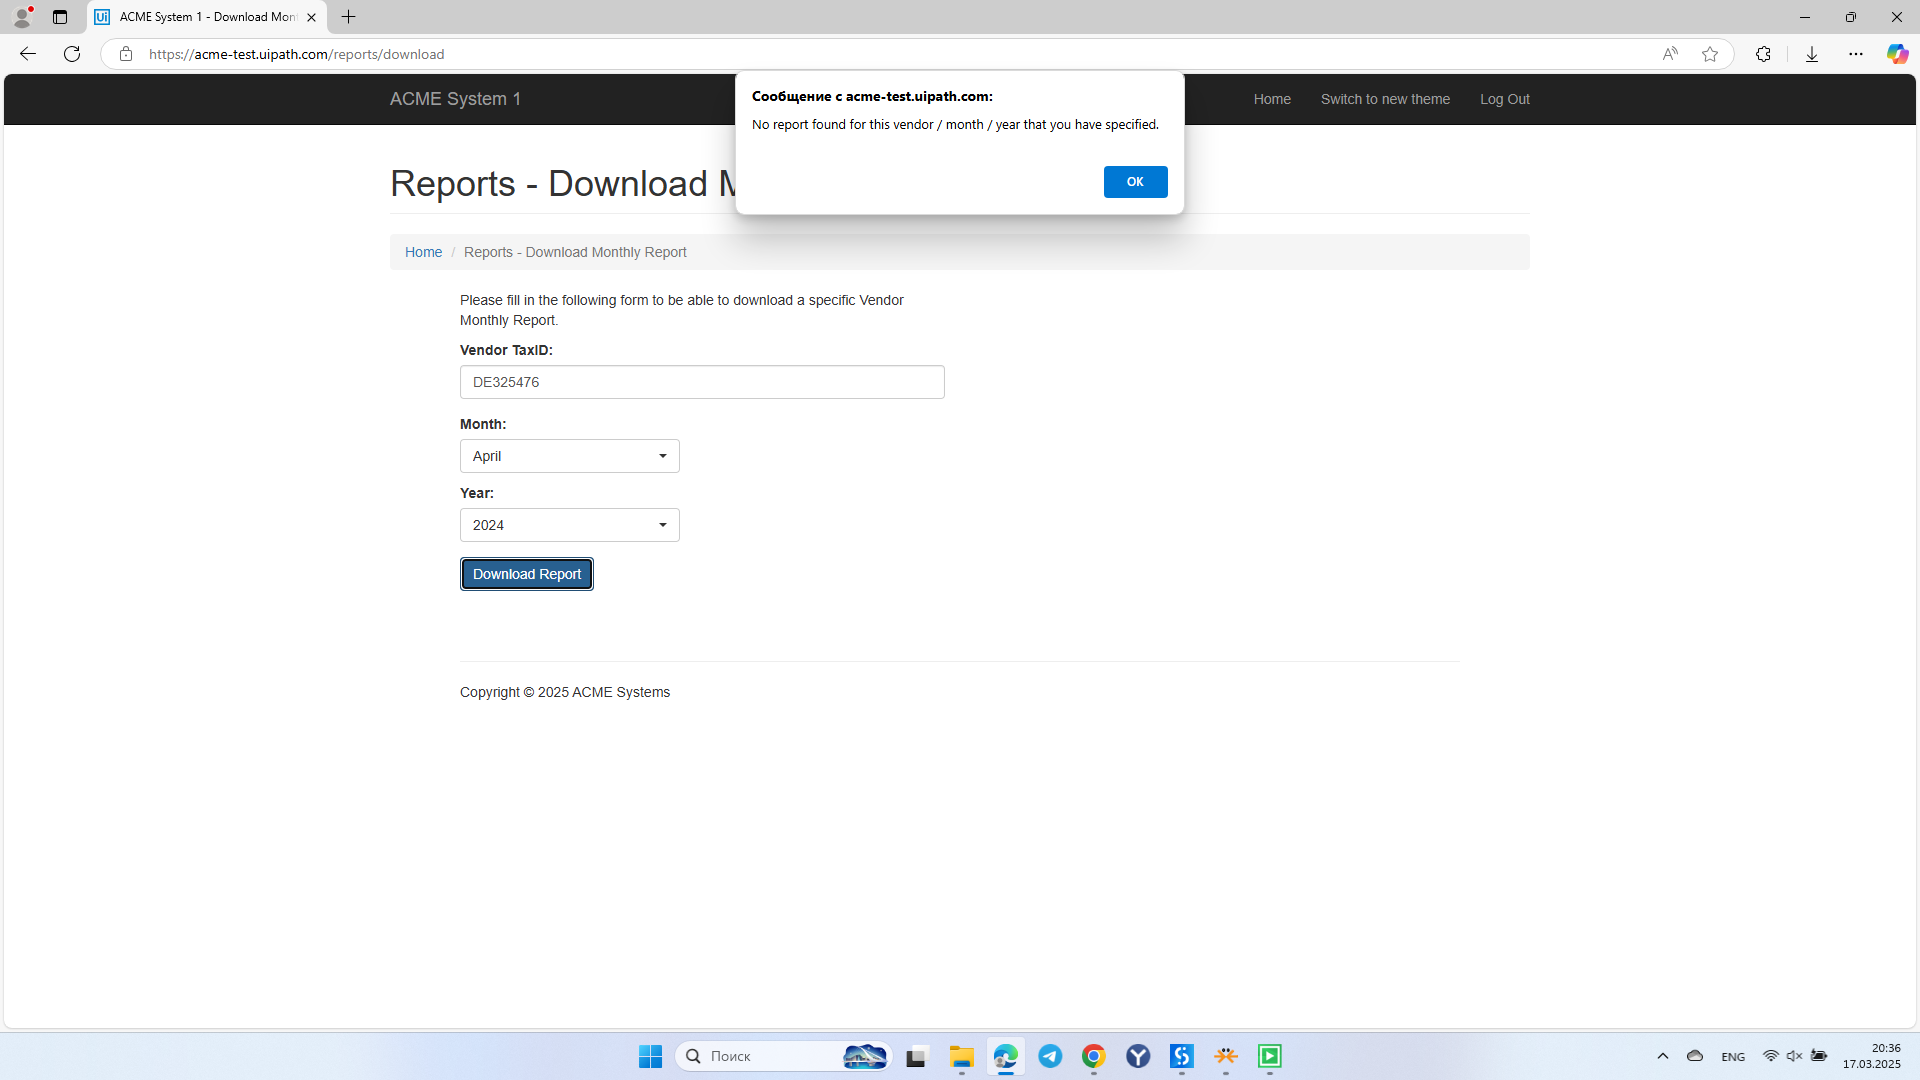 ACME System 1 - Download Mon
https://acme-test.uipath.com/reports/download
ACME System 1
Home
Switch to new theme
Log Out
Сообщение с acme-test.uipath.com:
No report found for this vendor / month / year that you have specified.
OK
Reports - Download M
Home / Reports - Download Monthly Report
Please fill in the following form to be able to download a specific Vendor
Monthly Report.
Vendor TaxID:
DE325476
Month:
April
Year:
2024
Download Report
Copyright © 2025 ACME Systems
Поиск
ENG
20:36
17.03.2025